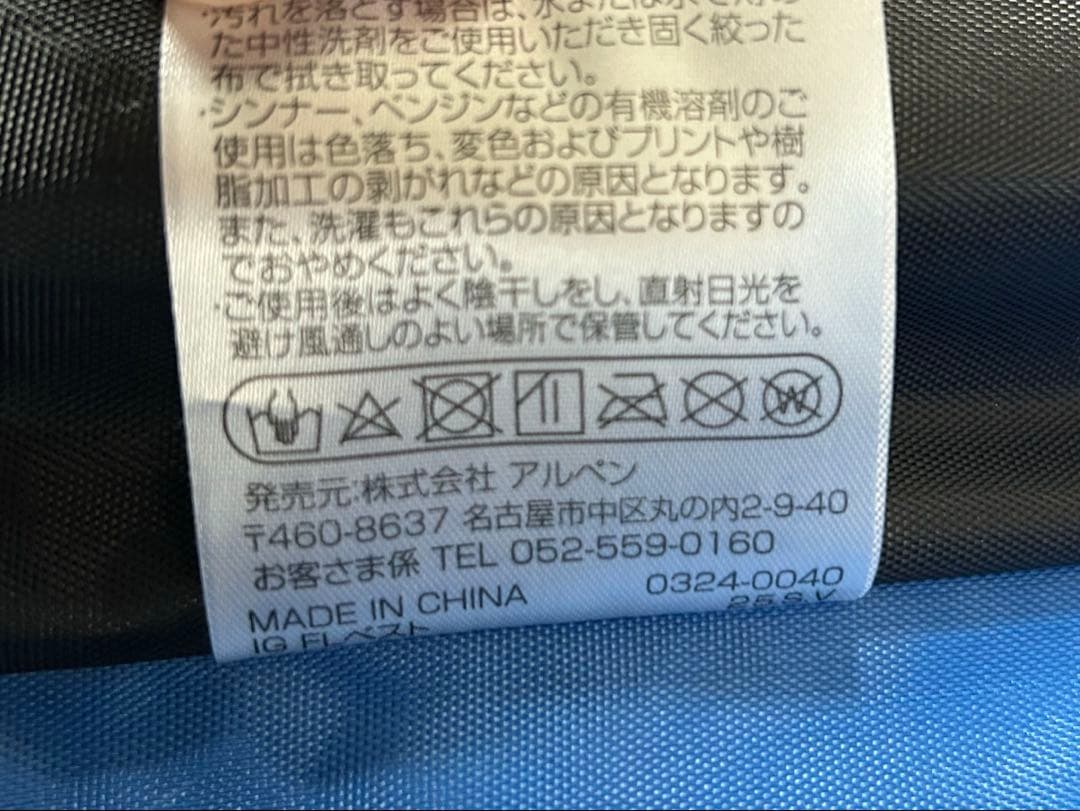 汚れを落とす場合は、水または水で薄め
た中性洗剤をご使用いただき固く絞った
布で拭き取ってください。
・シンナー、ベンジンなどの有機溶剤のご
使用は色落ち、変色およびプリントや樹
脂加工の剥がれなどの原因となります。
また、洗濯もこれらの原因となりますの
でおやめください。
・ご使用後はよく陰干しをし、直射日光を
避け風通しのよい場所で保管してください。
W
発売元:株式会社 アルペン
〒460-8637 名古屋市中区丸の内2-9-40
お客さま係 TEL 052-559-0160
MADE IN CHINA 0324-0040
IG FLベスト